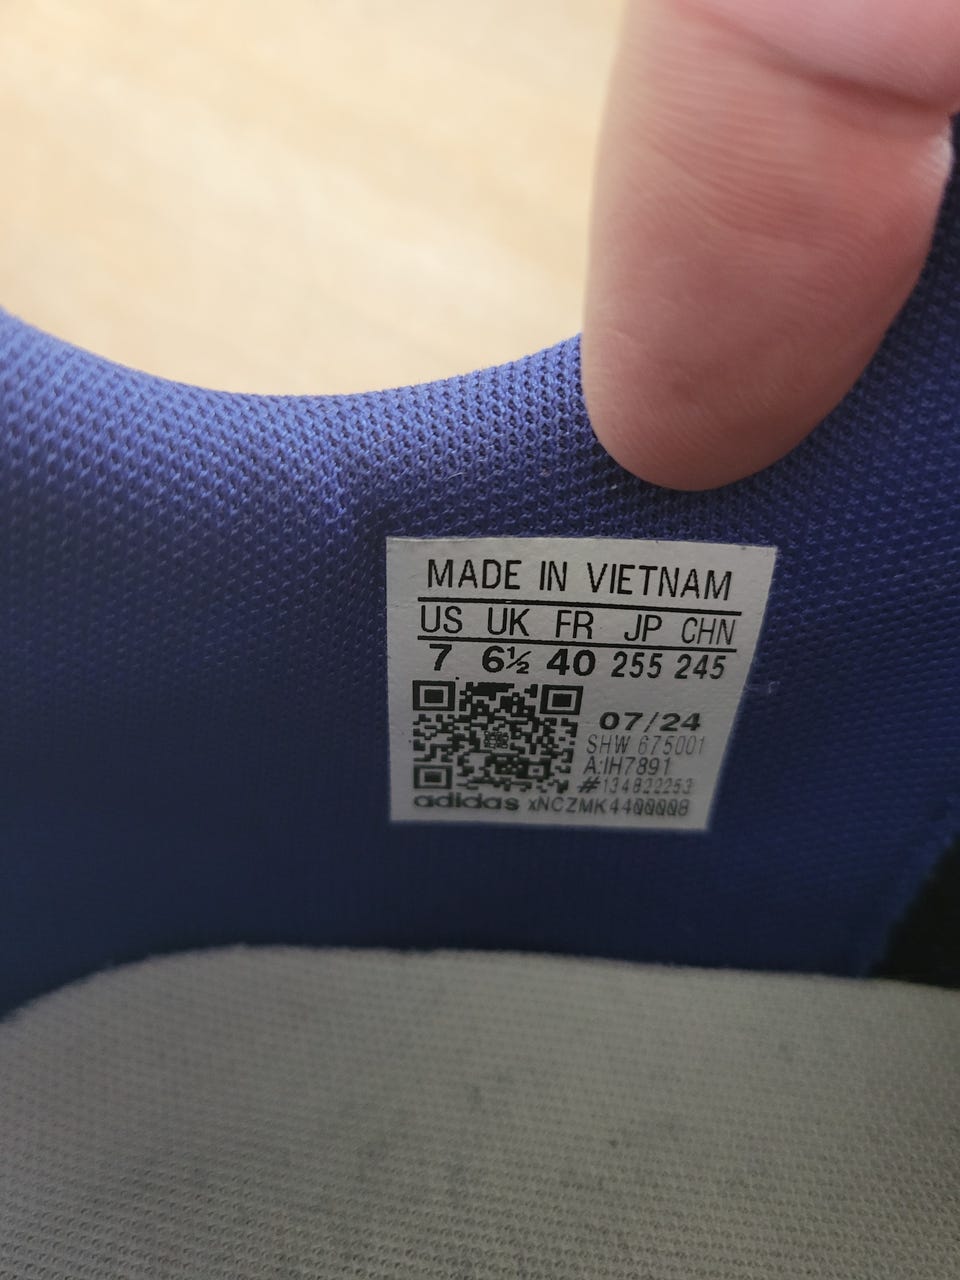 MADE IN VIETNAM
US UK FR JP CHN
7 6½ 40 255 245
07/24
SHW 675001
A:IH7891
#134822253
adidas xNCZMK4400008